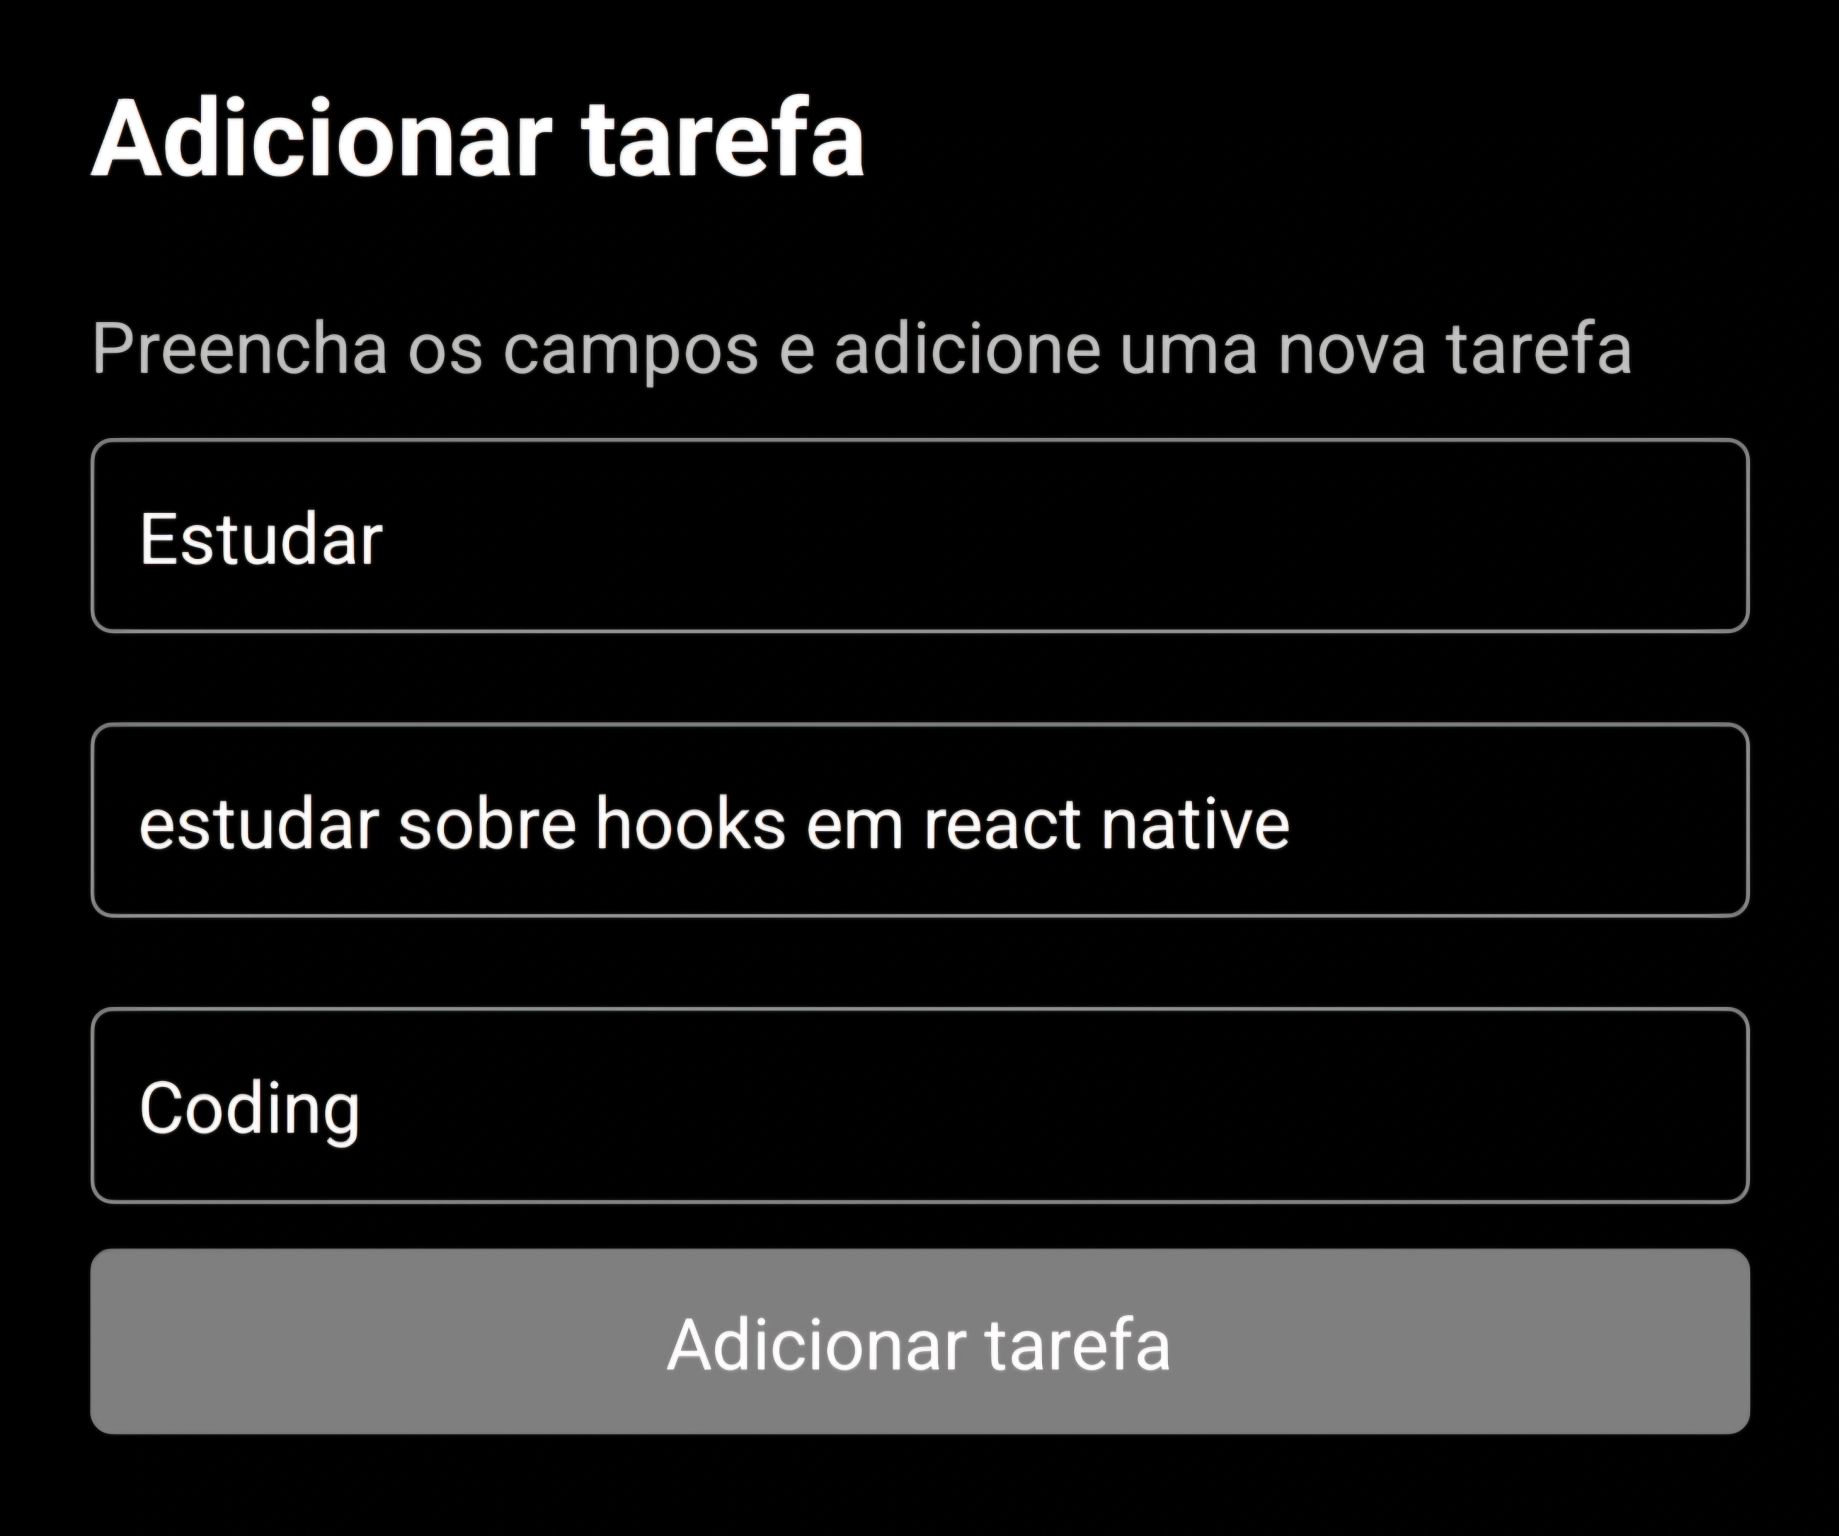 Adicionar tarefa
Preencha os campos e adicione uma nova tarefa
Estudar
estudar sobre hooks em react native
Coding
Adicionar tarefa